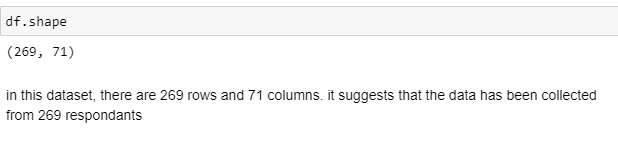 df.shape
(269, 71)
in this dataset, there are 269 rows and 71 columns. it suggests that the data has been collected
from 269 respondants